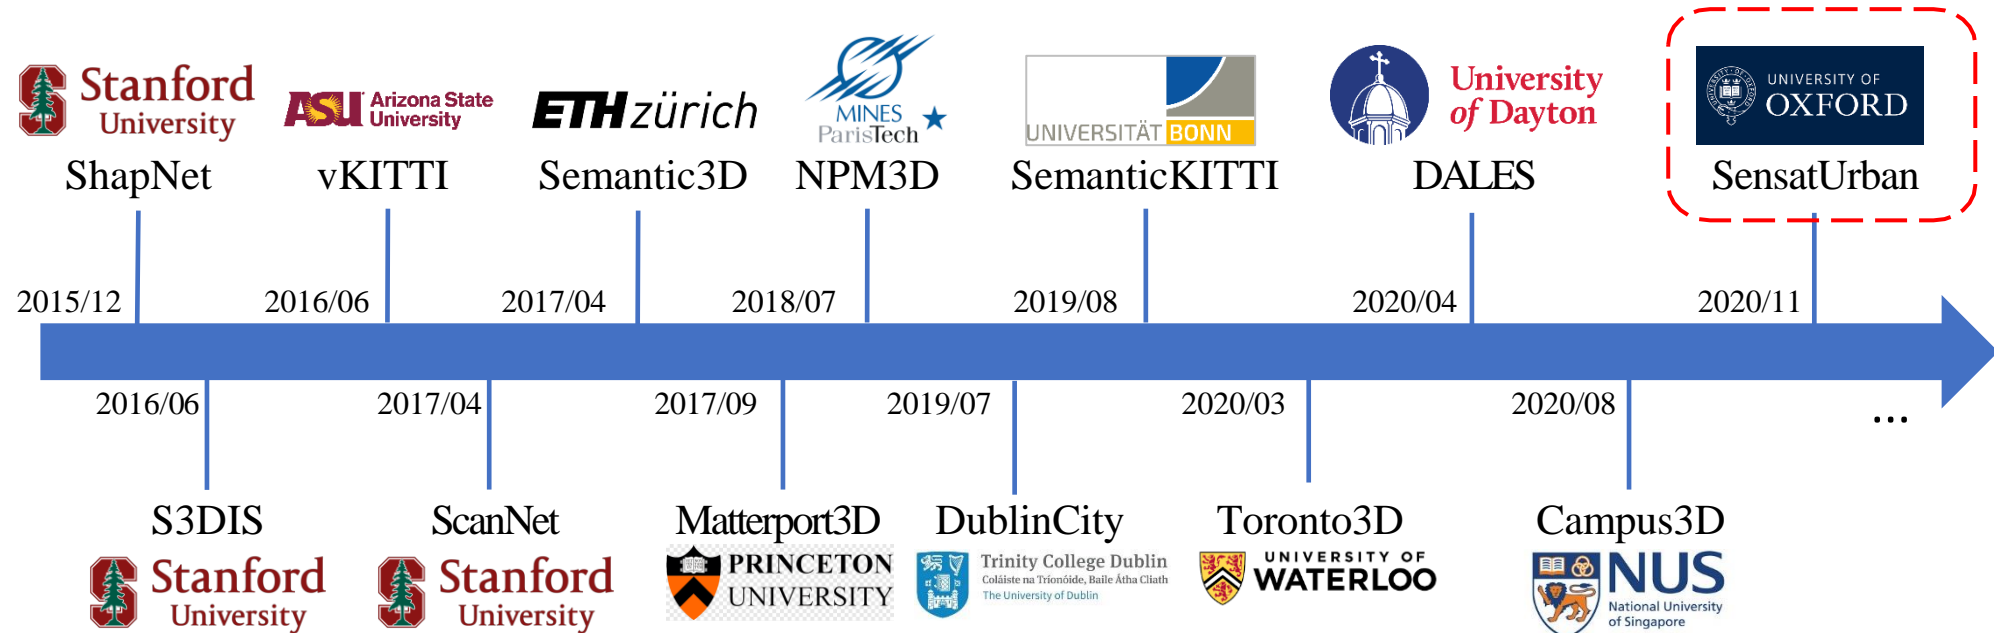 Stanford
University
ShapNet
ASU Arizona State
University
vKITTI
ETH zürich
Semantic3D
MINES
ParisTech
NPM3D
UNIVERSITÄT BONN
SemanticKITTI
University
of Dayton
DALES
UNIVERSITY OF
OXFORD
SensatUrban
2015/12
2016/06
2017/04
2018/07
2019/08
2020/04
2020/11
2016/06
2017/04
2017/09
2019/07
2020/03
2020/08
...
S3DIS
Stanford
University
ScanNet
Stanford
University
Matterport3D
PRINCETON
UNIVERSITY
DublinCity
Trinity College Dublin
Coláiste na Tríonóide, Baile Átha Cliath
The University of Dublin
Toronto3D
UNIVERSITY OF
WATERLOO
Campus3D
NUS
National University
of Singapore